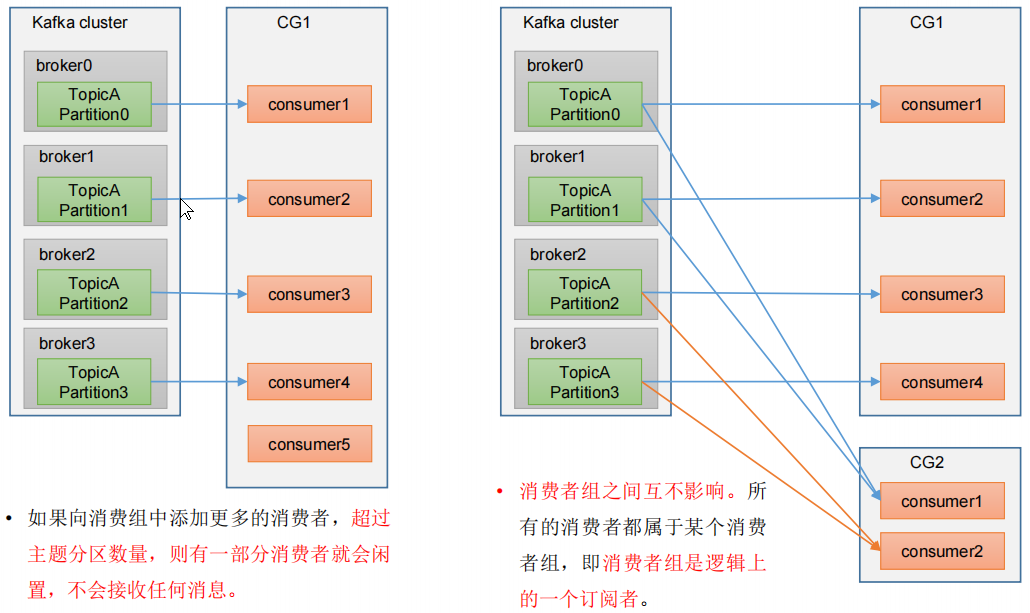 Kafka cluster
CG1
broker0
TopicA
Partition0
consumer1
broker1
TopicA
Partition1
consumer2
broker2
TopicA
Partition2
consumer3
broker3
TopicA
Partition3
consumer4
consumer5
• 如果向消费组中添加更多的消费者，超过
主题分区数量，则有一部分消费者就会闲
置，不会接收任何消息。
Kafka cluster
CG1
broker0
TopicA
Partition0
consumer1
broker1
TopicA
Partition1
consumer2
broker2
TopicA
Partition2
consumer3
broker3
TopicA
Partition3
consumer4
CG2
consumer1
consumer2
• 消费者组之间互不影响。所
有的消费者都属于某个消费
者组，即消费者组是逻辑上
的一个订阅者。